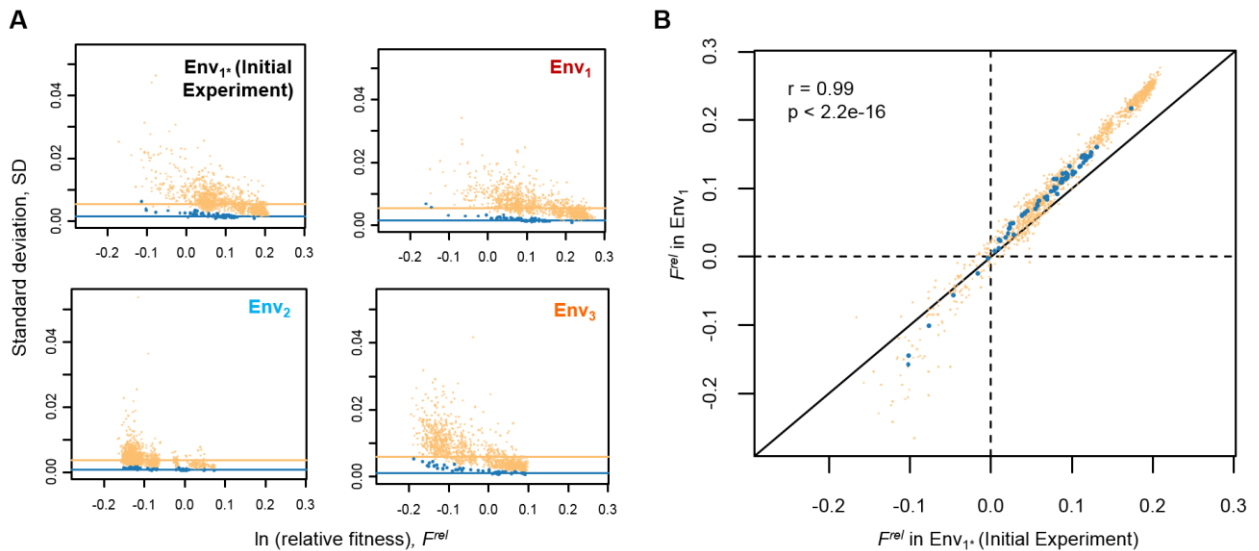 A
Standard deviation, SD
0.00
0.02
0.04
Env1* (Initial
Experiment)
-0.2 -0.1 0.0 0.1 0.2 0.3
0.00
0.02
0.04
Env1
-0.2 -0.1 0.0 0.1 0.2 0.3
0.00
0.02
0.04
Env2
-0.2 -0.1 0.0 0.1 0.2 0.3
0.00
0.02
0.04
Env3
-0.2 -0.1 0.0 0.1 0.2 0.3
ln (relative fitness), Frel
B
r = 0.99
p < 2.2e-16
Frel in Env1
-0.2 -0.1 0.0 0.1 0.2 0.3
-0.2 -0.1 0.0 0.1 0.2 0.3
Frel in Env1* (Initial Experiment)